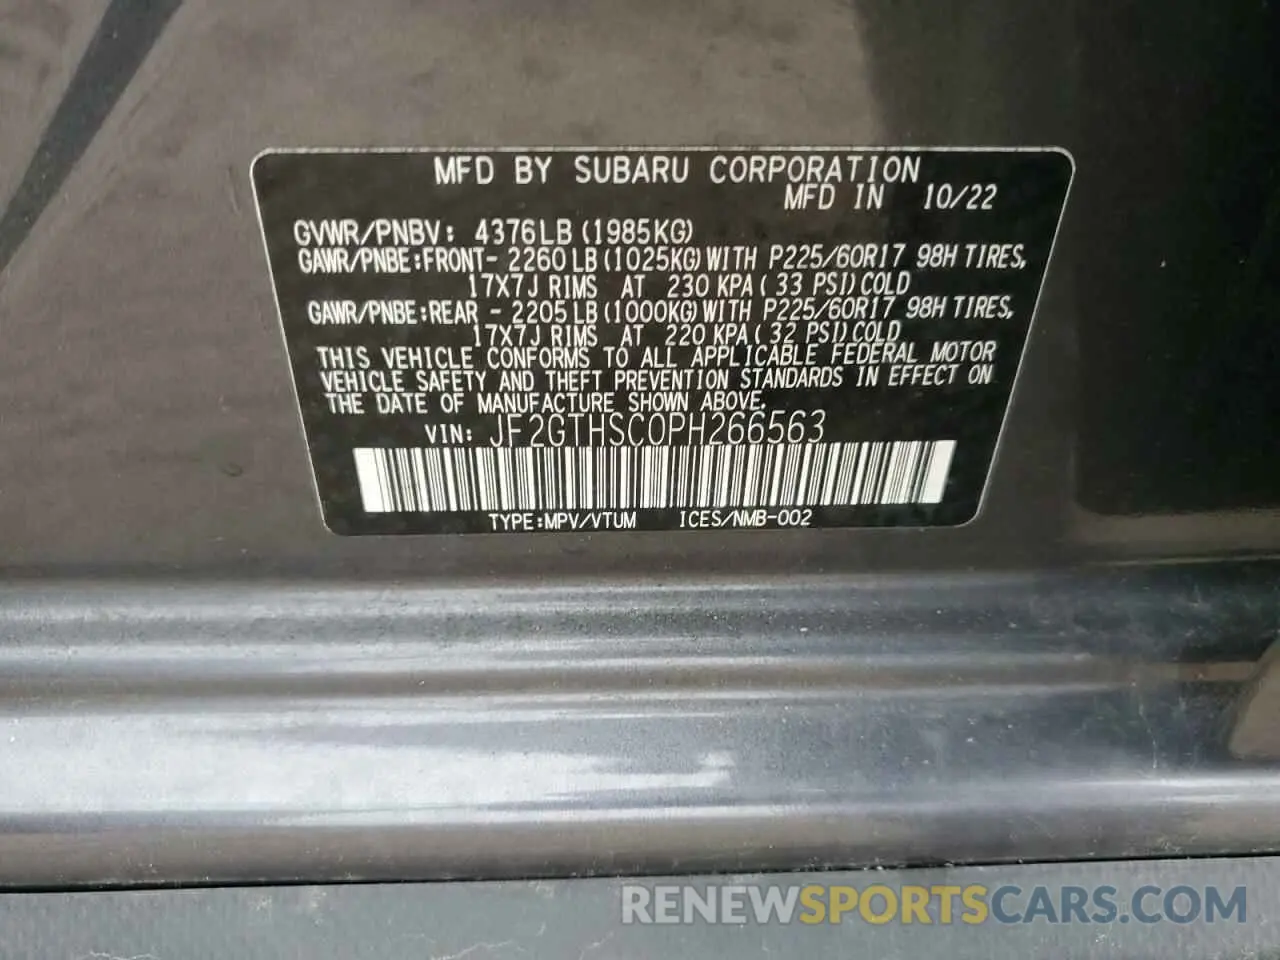 MFD BY SUBARU CORPORATION
MFD IN 10/22
GVWR/PNBV: 4376LB (1985KG)
GAWR/PNBE:FRONT- 2260LB (1025KG) WITH P225/60R17 98H TIRES,
17X7J RIMS AT 230 KPA ( 33 PSI) COLD
GAWR/PNBE:REAR - 2205LB (1000KG) WITH P225/60R17 98H TIRES,
17X7J RIMS AT 220 KPA ( 32 PSI) COLD
THIS VEHICLE CONFORMS TO ALL APPLICABLE FEDERAL MOTOR
VEHICLE SAFETY AND THEFT PREVENTION STANDARDS IN EFFECT ON
THE DATE OF MANUFACTURE SHOWN ABOVE.
VIN: JF2GTHSC0PH266563
TYPE:MPV/VTUM ICES/NMB-002
RENEWSPORTSCARS.COM